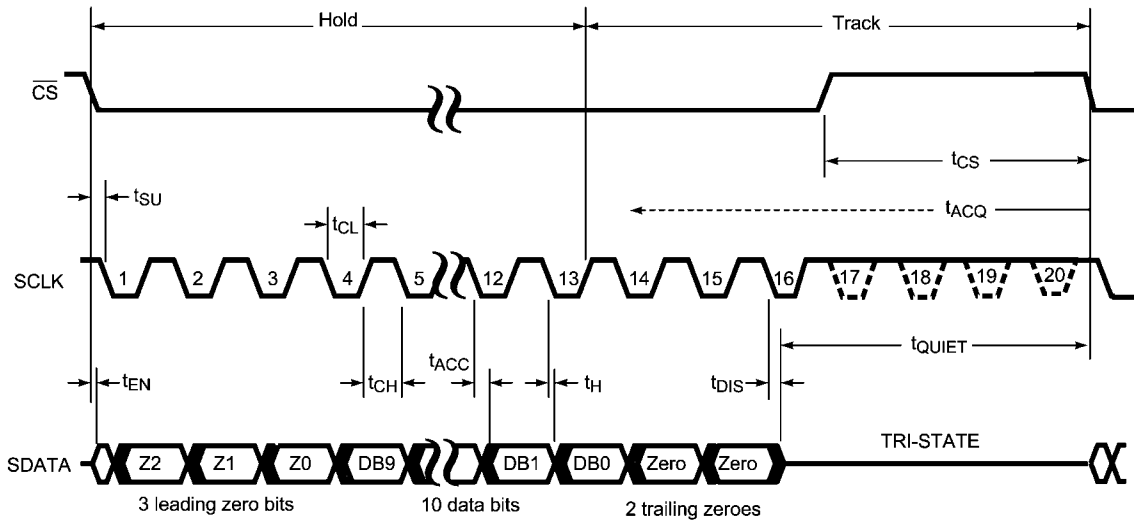 Hold
Track
CS
tCS
tSU
tCL
tACQ
SCLK
1 2 3 4 5 12 13 14 15 16 17 18 19 20
tEN
tCH
tACC
tH
tDIS
tQUIET
SDATA
Z2 Z1 Z0 DB9 DB1 DB0 Zero Zero
TRI-STATE
3 leading zero bits
10 data bits
2 trailing zeroes